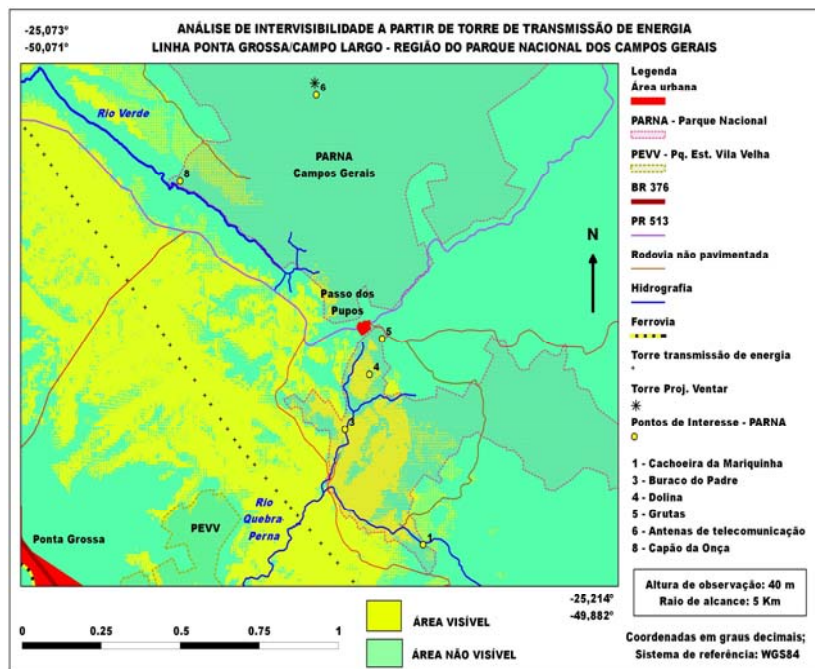 ANÁLISE DE INTERVISIBILIDADE A PARTIR DE TORRE DE TRANSMISSÃO DE ENERGIA
LINHA PONTA GROSSA/CAMPO LARGO - REGIÃO DO PARQUE NACIONAL DOS CAMPOS GERAIS
-25,073º
-50,071º
Rio Verde
6
8
PARNA
Campos Gerais
Passo dos
Pupos
5
4
3
1
PEVV
Rio
Quebra-
Perna
Ponta Grossa
N
Legenda
Área urbana
PARNA - Parque Nacional
PEVV - Pq. Est. Vila Velha
BR 376
PR 513
Rodovia não pavimentada
Hidrografia
Ferrovia
Torre transmissão de energia
Torre Proj. Ventar
Pontos de Interesse - PARNA
1 - Cachoeira da Mariquinha
3 - Buraco do Padre
4 - Dolina
5 - Grutas
6 - Antenas de telecomunicação
8 - Capão da Onça
Altura de observação: 40 m
Raio de alcance: 5 Km
Coordenadas em graus decimais;
Sistema de referência: WGS84
-25,214º
-49,882º
0 0.25 0.5 0.75 1
ÁREA VISÍVEL
ÁREA NÃO VISÍVEL